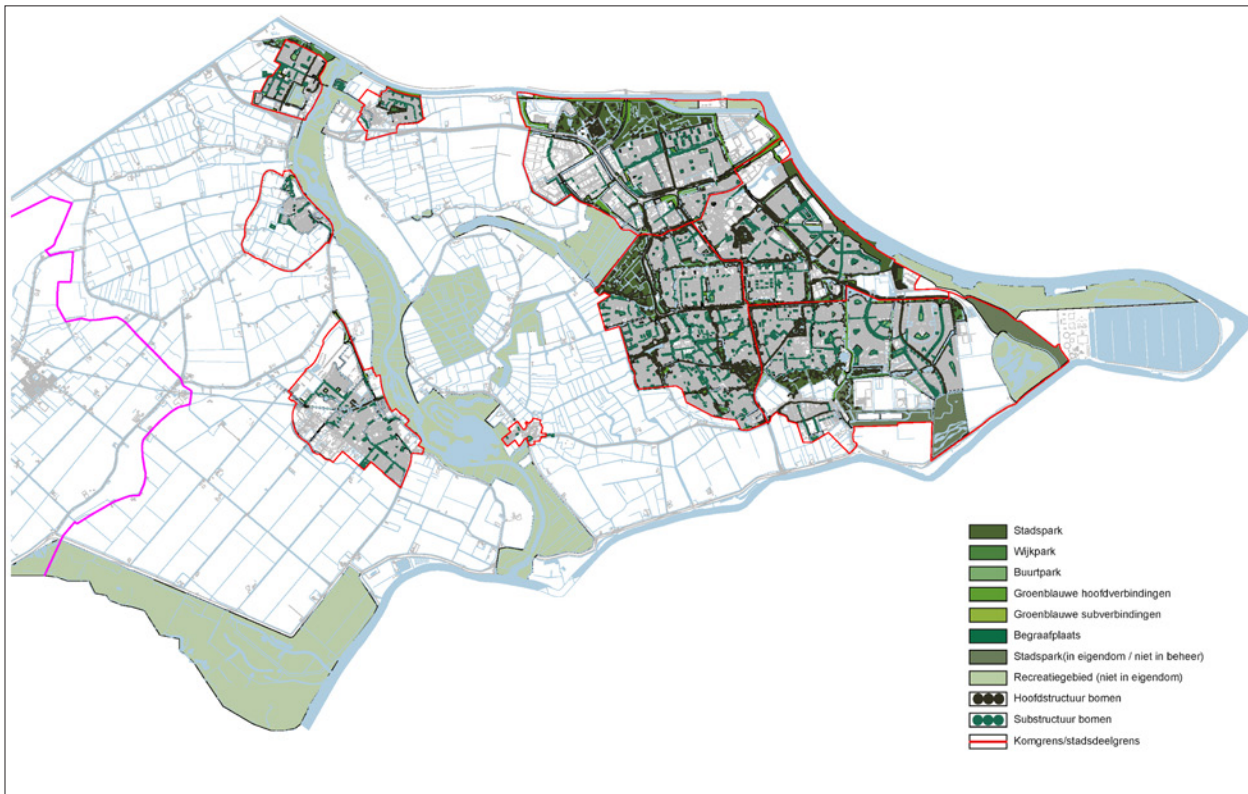 Stadspark
Wijkpark
Buurtpark
Groenblauwe hoofdverbindingen
Groenblauwe subverbindingen
Begraafplaats
Stadspark(in eigendom / niet in beheer)
Recreatiegebied (niet in eigendom)
Hoofdstructuur bomen
Substructuur bomen
Komgrens/stadsdeelgrens